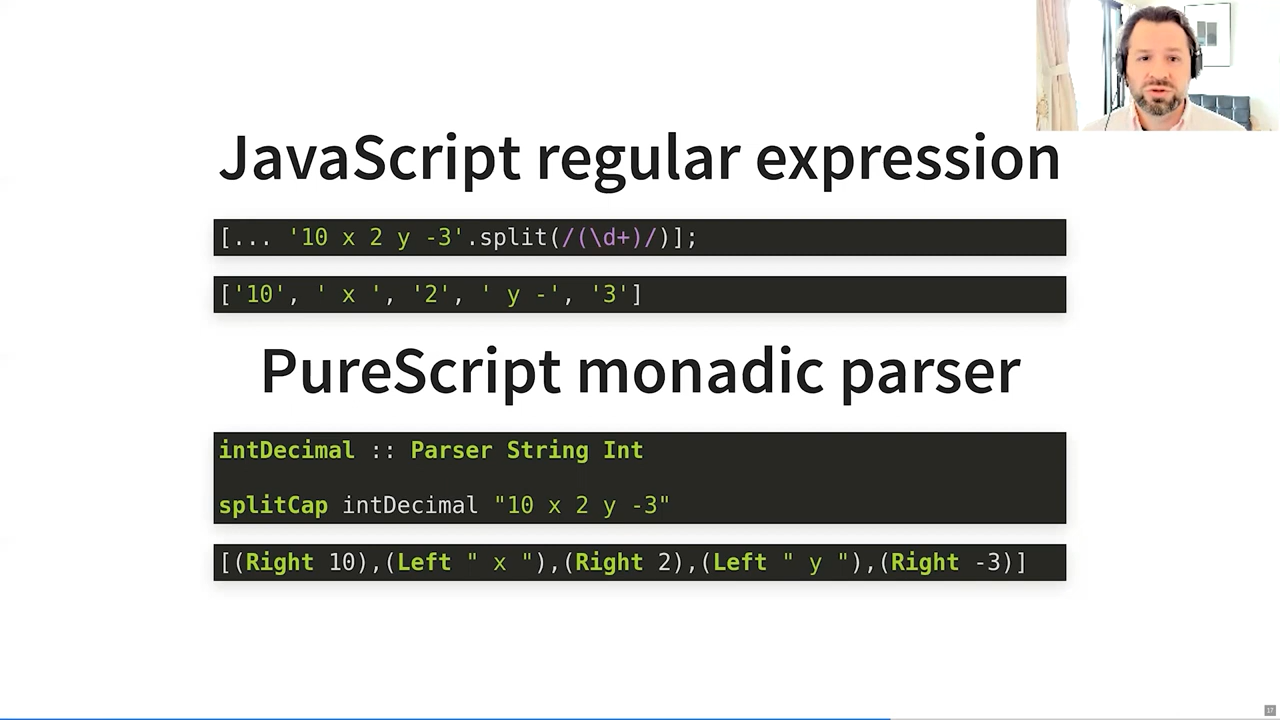 JavaScript regular expression
[... '10 x 2 y -3'.split(/(\d+)/)];
['10', ' x ', '2', ' y -', '3']
PureScript monadic parser
intDecimal :: Parser String Int
splitCap intDecimal "10 x 2 y -3"
[(Right 10),(Left " x "),(Right 2),(Left " y "),(Right -3)]
17